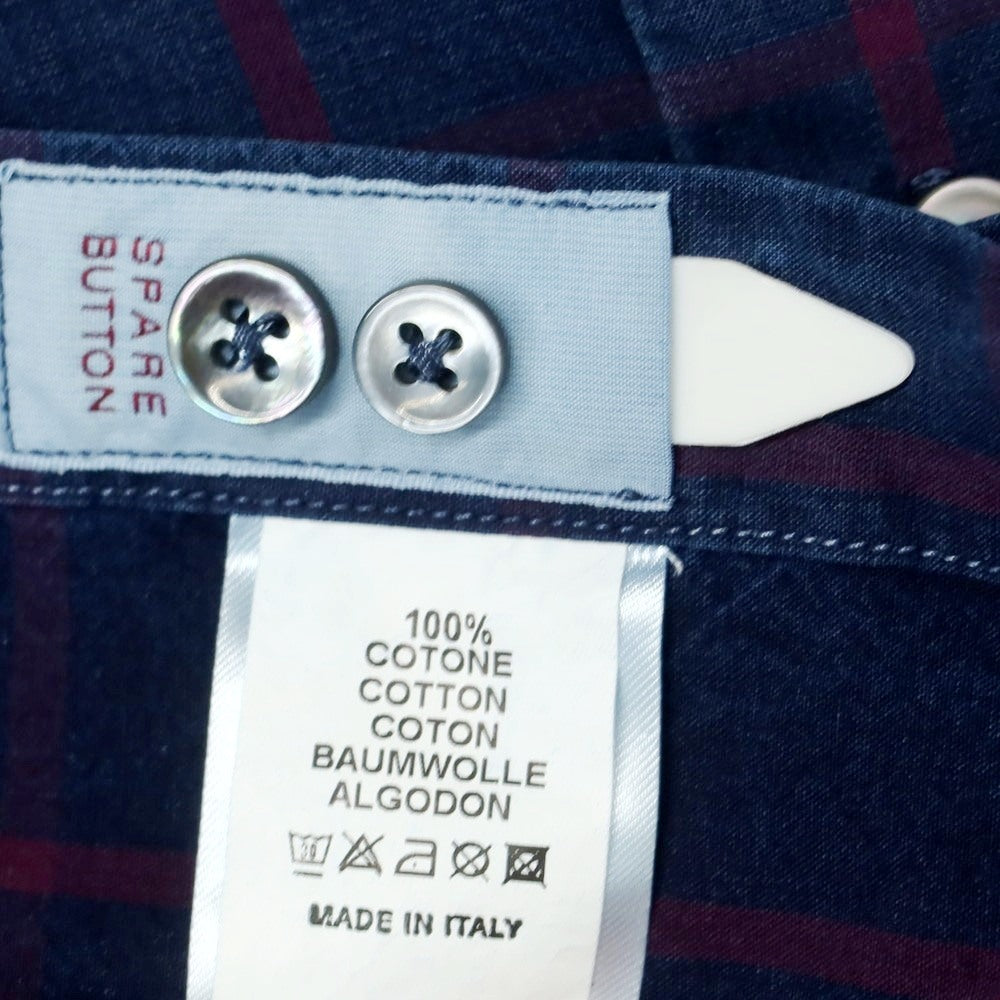 SPARE
BUTTON
100%
COTONE
COTTON
COTON
BAUMWOLLE
ALGODON
30
MADE IN ITALY